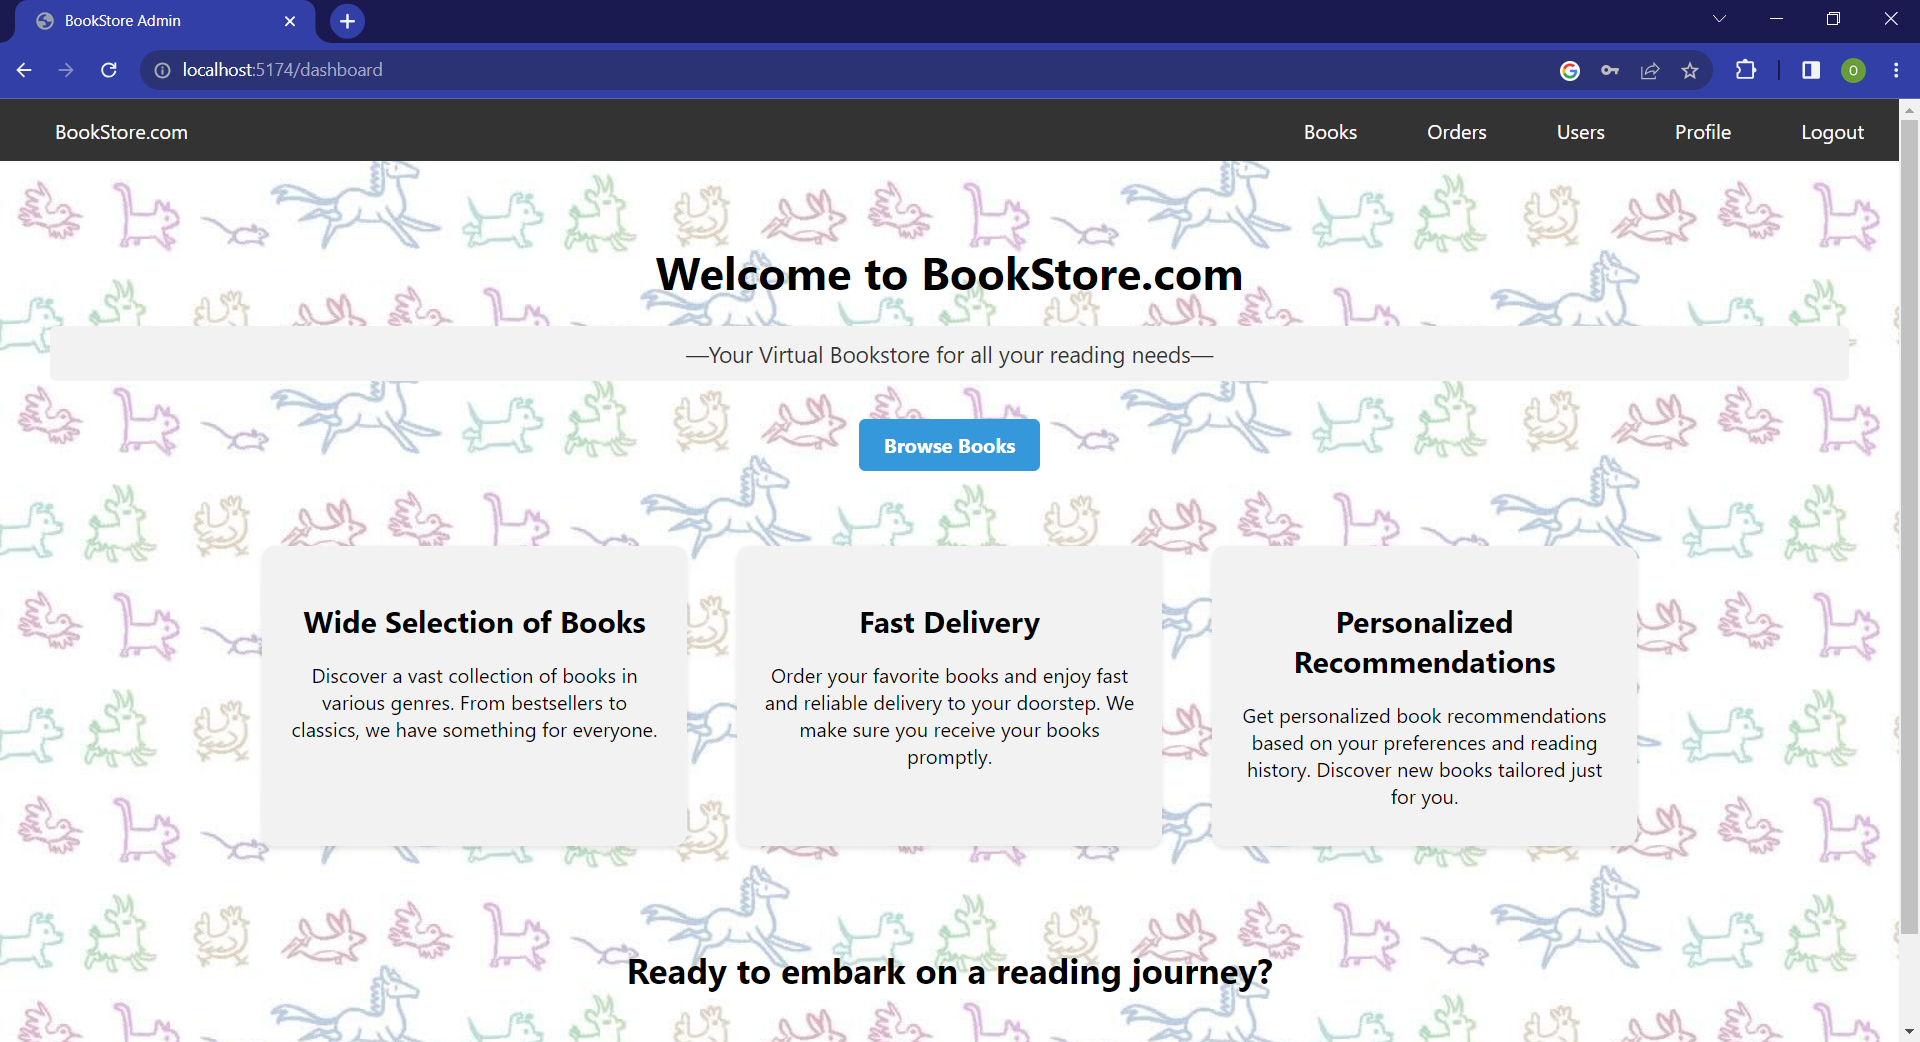 BookStore Admin
localhost:5174/dashboard
O
BookStore.com Books Orders Users Profile Logout
Welcome to BookStore.com
—Your Virtual Bookstore for all your reading needs—
Browse Books
Wide Selection of Books
Discover a vast collection of books in
various genres. From bestsellers to
classics, we have something for everyone.
Fast Delivery
Order your favorite books and enjoy fast
and reliable delivery to your doorstep. We
make sure you receive your books
promptly.
Personalized
Recommendations
Get personalized book recommendations
based on your preferences and reading
history. Discover new books tailored just
for you.
Ready to embark on a reading journey?